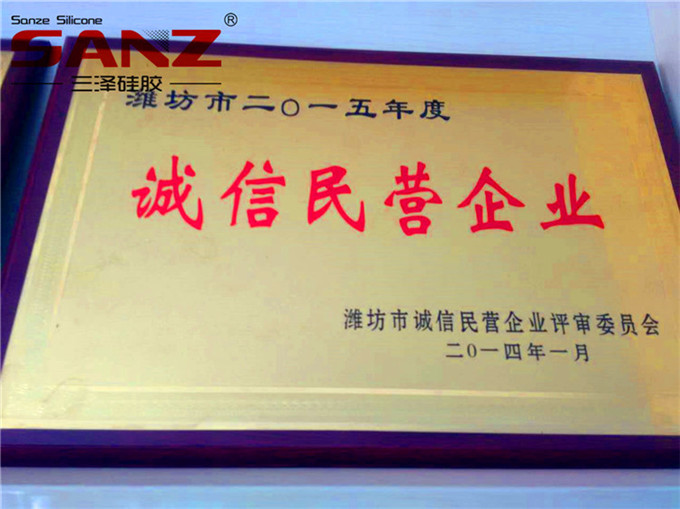 Sanze Silicone
SANZ®
三泽硅胶
潍坊市二〇一五年度
诚信民营企业
潍坊市诚信民营企业评审委员会
二〇一四年一月